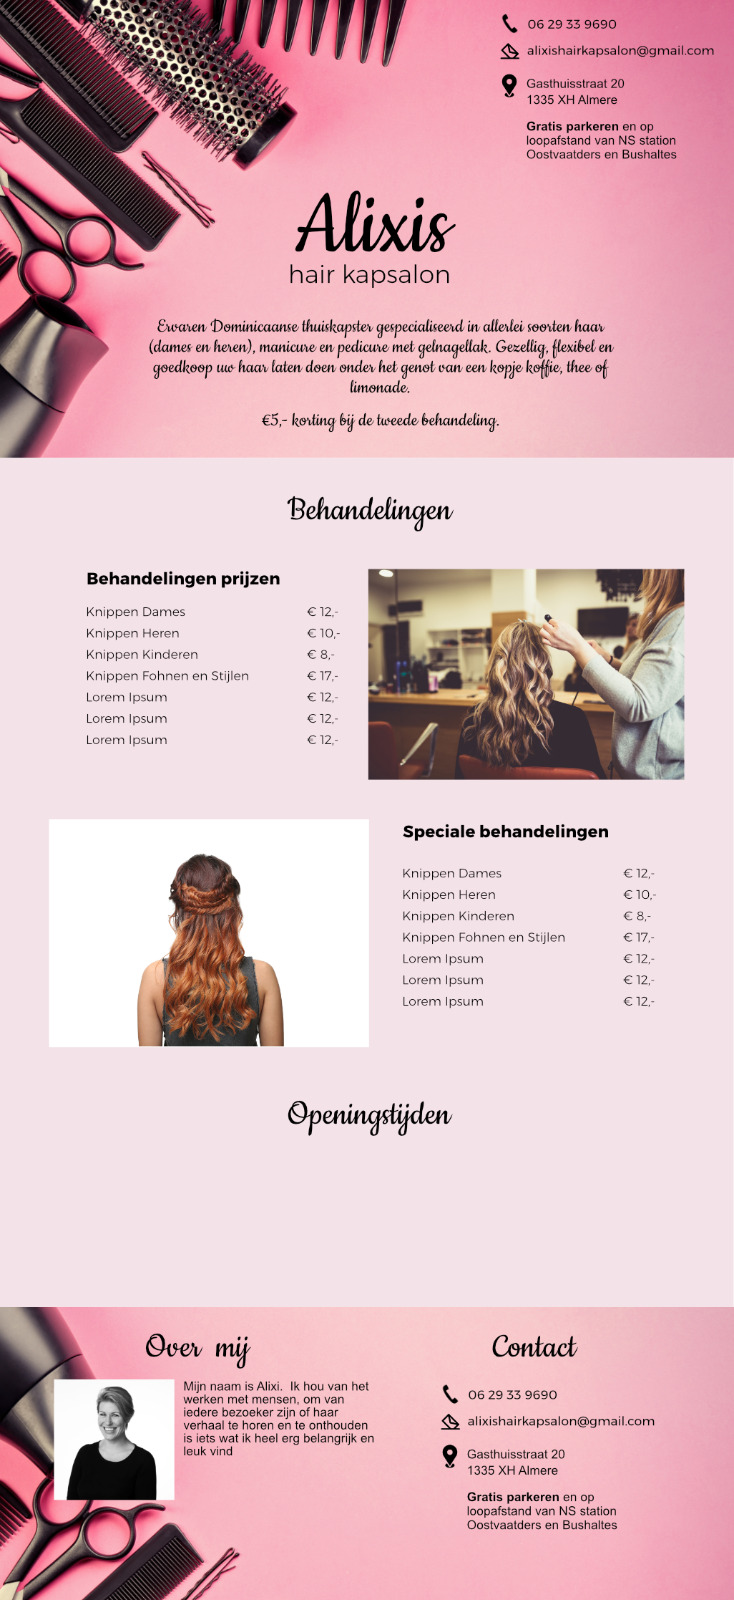 06 29 33 9690
alixishairkapsalon@gmail.com
Gasthuisstraat 20
1335 XH Almere
Gratis parkeren en op
loopafstand van NS station
Oostvaaders en Bushaltes
Alixis
hair kapsalon
Ervaren Dominicaanse thuiskapster gespecialiseerd in allerlei soorten haar
(dames en heren), manicure en pedicure met gelnagellak. Gezellig, flexibel en
goedkoop uw haar laten doen onder het genot van een kopje koffie, thee of
limonade.
€5,- korting bij de tweede behandeling.
Behandelingen
Behandelingen prijzen
Knippen Dames € 12,-
Knippen Heren € 10,-
Knippen Kinderen € 8,-
Knippen Fohnen en Stijlen € 17,-
Lorem Ipsum € 12,-
Lorem Ipsum € 12,-
Lorem Ipsum € 12,-
Speciale behandelingen
Knippen Dames € 12,-
Knippen Heren € 10,-
Knippen Kinderen € 8,-
Knippen Fohnen en Stijlen € 17,-
Lorem Ipsum € 12,-
Lorem Ipsum € 12,-
Lorem Ipsum € 12,-
Openingstijden
Over mij
Mijn naam is Alixi. Ik hou van het
werken met mensen, om van
iedere bezoeker zijn of haar
verhaal te horen en te onthouden
is iets wat ik heel erg belangrijk en
leuk vind
Contact
06 29 33 9690
alixishairkapsalon@gmail.com
Gasthuisstraat 20
1335 XH Almere
Gratis parkeren en op
loopafstand van NS station
Oostvaaders en Bushaltes